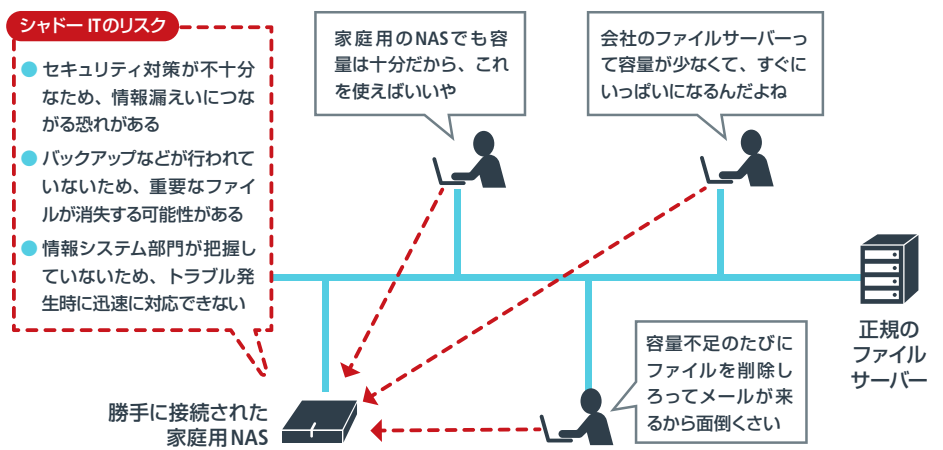 シャドーITのリスク
セキュリティ対策が不十分
なため、情報漏えいにつな
がる恐れがある
バックアップなどが行われて
いないため、重要なファイ
ルが消失する可能性がある
情報システム部門が把握し
ていないため、トラブル発
生時に迅速に対応できない
家庭用のNASでも容
量は十分だから、これ
を使えばいいや
会社のファイルサーバーっ
て容量が少なくて、すぐに
いっぱいになるんだよね
正規の
ファイル
サーバー
容量不足のたびに
ファイルを削除し
ろってメールが来
るから面倒くさい
勝手に接続された
家庭用NAS